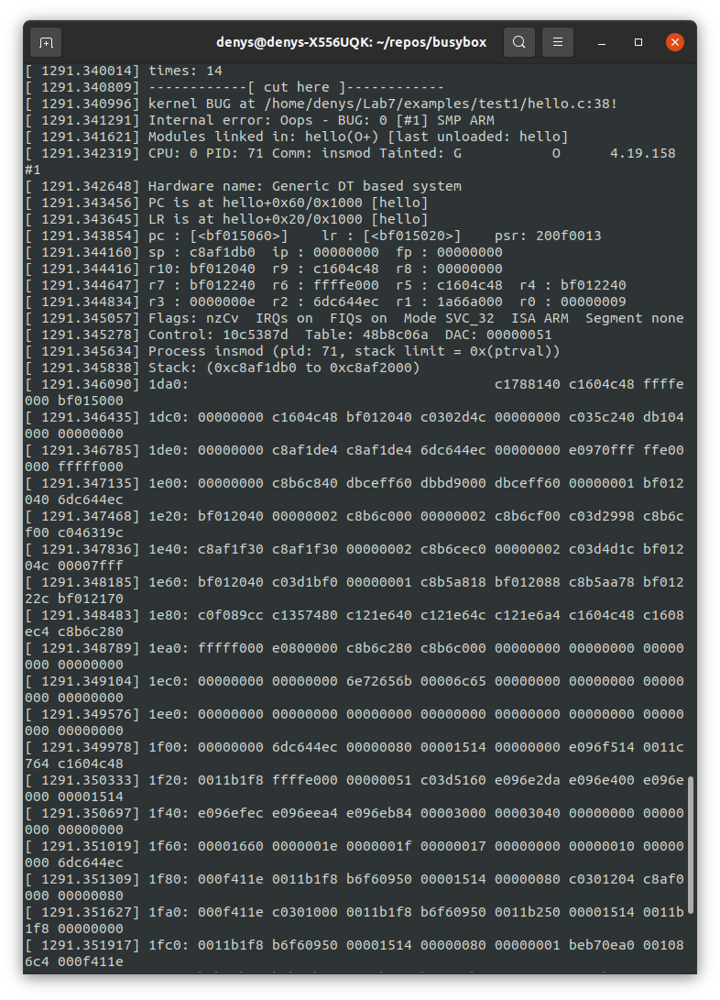 denys@denys-X556UQK: ~/repos/busybox
[ 1291.340014] times: 14
[ 1291.340809] ------------[ cut here ]------------
[ 1291.340996] kernel BUG at /home/denys/Lab7/examples/test1/hello.c:38!
[ 1291.341291] Internal error: Oops - BUG: 0 [#1] SMP ARM
[ 1291.341621] Modules linked in: hello(O+) [last unloaded: hello]
[ 1291.342319] CPU: 0 PID: 71 Comm: insmod Tainted: G           O      4.19.158
#1
[ 1291.342648] Hardware name: Generic DT based system
[ 1291.343456] PC is at hello+0x60/0x1000 [hello]
[ 1291.343645] LR is at hello+0x20/0x1000 [hello]
[ 1291.343854] pc : [<bf015060>]    lr : [<bf015020>]    psr: 200f0013
[ 1291.344160] sp : c8af1db0  ip : 00000000  fp : 00000000
[ 1291.344416] r10: bf012040  r9 : c1604c48  r8 : 00000000
[ 1291.344647] r7 : bf012240  r6 : ffffe000  r5 : c1604c48  r4 : bf012240
[ 1291.344834] r3 : 0000000e  r2 : 6dc644ec  r1 : 1a66a000  r0 : 00000009
[ 1291.345057] Flags: nzCv  IRQs on  FIQs on  Mode SVC_32  ISA ARM  Segment none
[ 1291.345278] Control: 10c5387d  Table: 48b8c06a  DAC: 00000051
[ 1291.345634] Process insmod (pid: 71, stack limit = 0x(ptrval))
[ 1291.345838] Stack: (0xc8af1db0 to 0xc8af2000)
[ 1291.346090] 1da0:                                     c1788140 c1604c48 ffffe
000 bf015000
[ 1291.346435] 1dc0: 00000000 c1604c48 bf012040 c0302d4c 00000000 c035c240 db104
000 00000000
[ 1291.346785] 1de0: 00000000 c8af1de4 c8af1de4 6dc644ec 00000000 e0970fff ffe00
000 fffff000
[ 1291.347135] 1e00: 00000000 c8b6c840 dbceff60 dbbd9000 dbceff60 00000001 bf012
040 6dc644ec
[ 1291.347468] 1e20: bf012040 00000002 c8b6c000 00000002 c8b6cf00 c03d2998 c8b6c
f00 c046319c
[ 1291.347836] 1e40: c8af1f30 c8af1f30 00000002 c8b6cec0 00000002 c03d4d1c bf012
04c 00007fff
[ 1291.348185] 1e60: bf012040 c03d1bf0 00000001 c8b5a818 bf012088 c8b5aa78 bf012
22c bf012170
[ 1291.348483] 1e80: c0f089cc c1357480 c121e640 c121e64c c121e6a4 c1604c48 c1608
ec4 c8b6c280
[ 1291.348789] 1ea0: fffff000 e0800000 c8b6c280 c8b6c000 00000000 00000000 00000
000 00000000
[ 1291.349104] 1ec0: 00000000 00000000 6e72656b 00006c65 00000000 00000000 00000
000 00000000
[ 1291.349576] 1ee0: 00000000 00000000 00000000 00000000 00000000 00000000 00000
000 00000000
[ 1291.349978] 1f00: 00000000 6dc644ec 00000080 00001514 00000000 e096f514 0011c
764 c1604c48
[ 1291.350333] 1f20: 0011b1f8 ffffe000 00000051 c03d5160 e096e2da e096e400 e096e
000 00001514
[ 1291.350697] 1f40: e096efec e096eea4 e096eb84 00003000 00003040 00000000 00000
000 00000000
[ 1291.351019] 1f60: 00001660 0000001e 0000001f 00000017 00000000 00000010 00000
000 6dc644ec
[ 1291.351309] 1f80: 000f411e 0011b1f8 b6f60950 00001514 00000080 c0301204 c8af0
000 00000080
[ 1291.351627] 1fa0: 000f411e c0301000 0011b1f8 b6f60950 0011b250 00001514 0011b
1f8 00000000
[ 1291.351917] 1fc0: 0011b1f8 b6f60950 00001514 00000080 00000001 beb70ea0 00108
6c4 000f411e